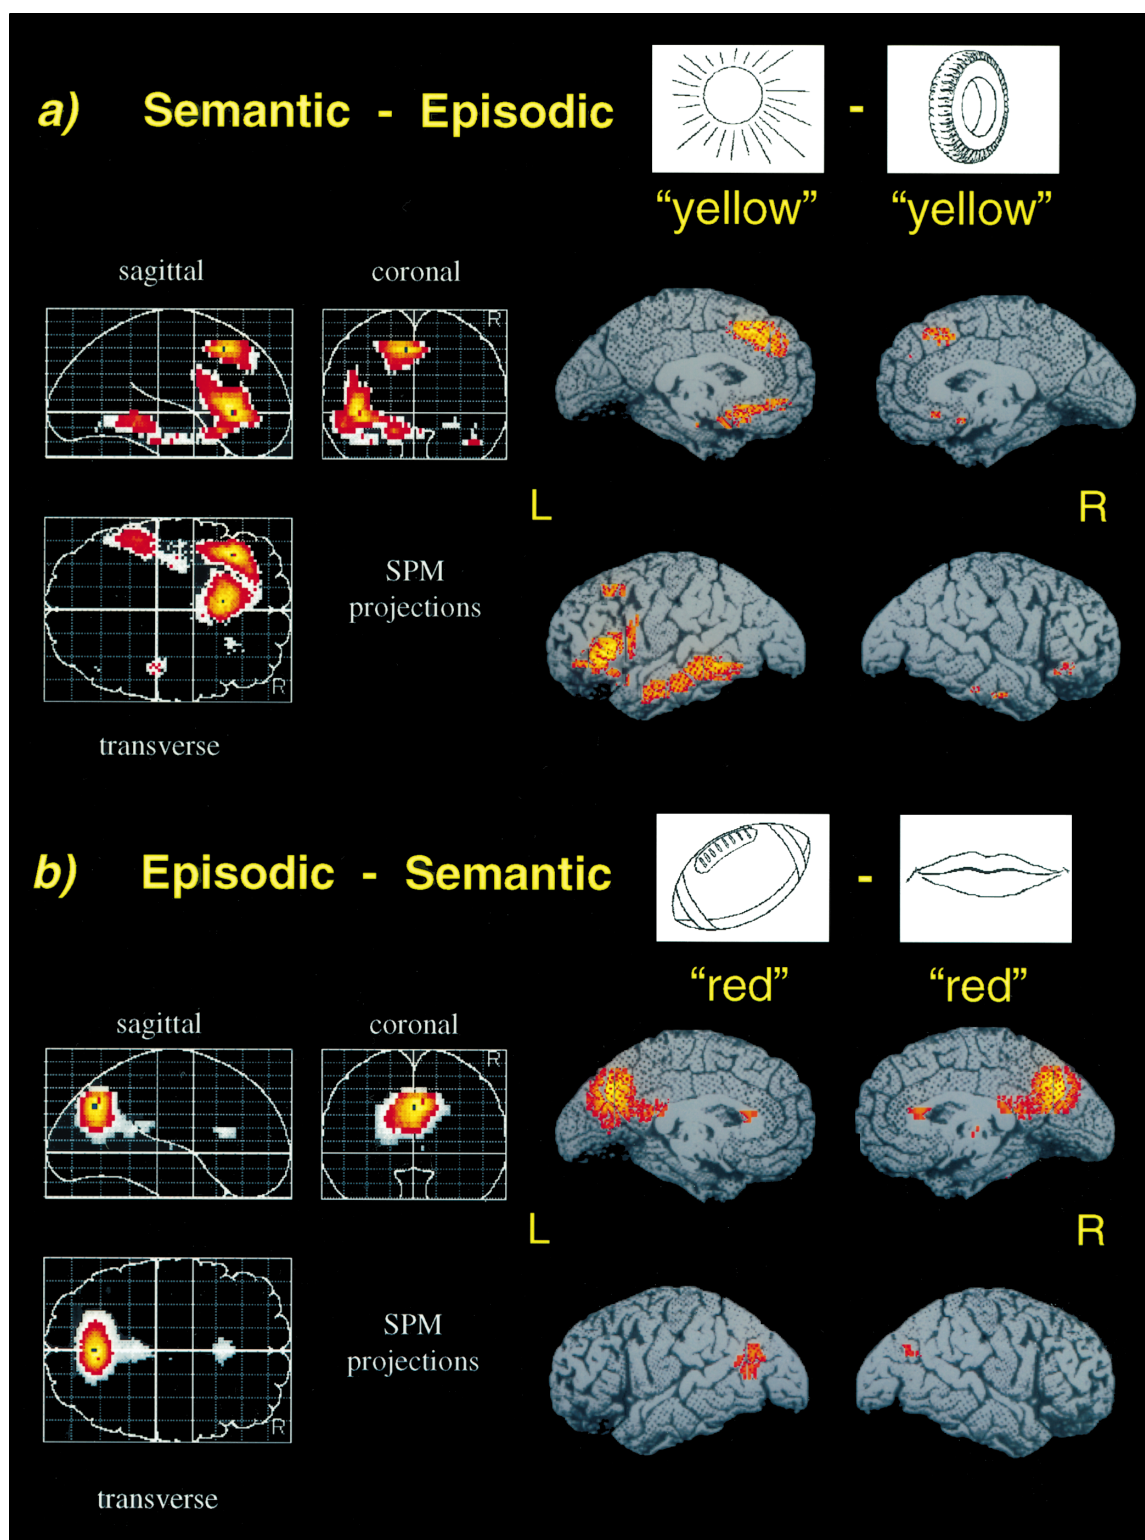 a) Semantic - Episodic -
“yellow” “yellow”
sagittal coronal
R
L R
SPM
projections
R
transverse
b) Episodic - Semantic -
“red” “red”
sagittal coronal
R
L R
SPM
projections
R
transverse